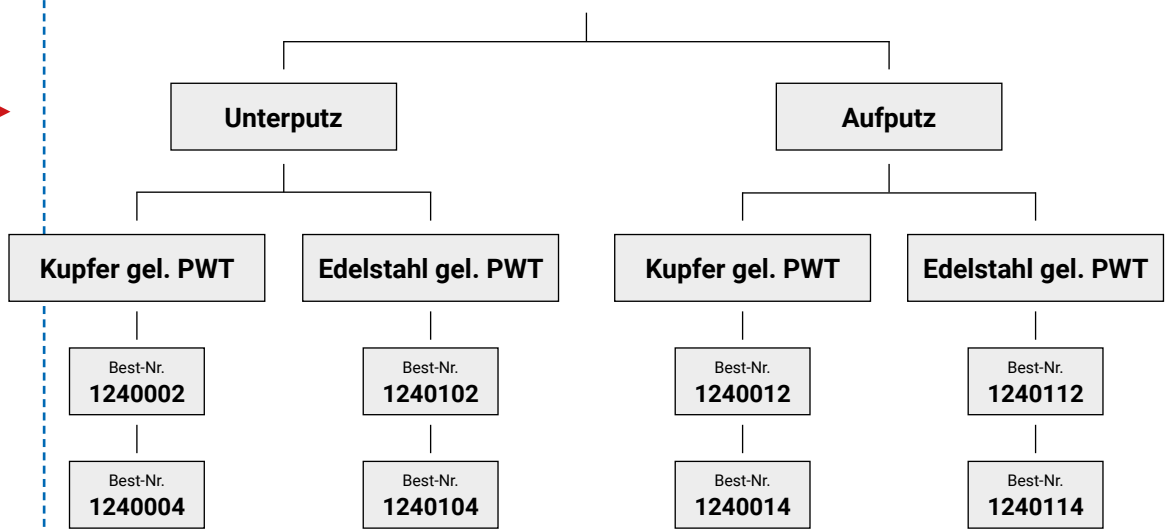 Unterputz
Aufputz
Kupfer gel. PWT
Edelstahl gel. PWT
Kupfer gel. PWT
Edelstahl gel. PWT
Best-Nr.
1240002
Best-Nr.
1240102
Best-Nr.
1240012
Best-Nr.
1240112
Best-Nr.
1240004
Best-Nr.
1240104
Best-Nr.
1240014
Best-Nr.
1240114